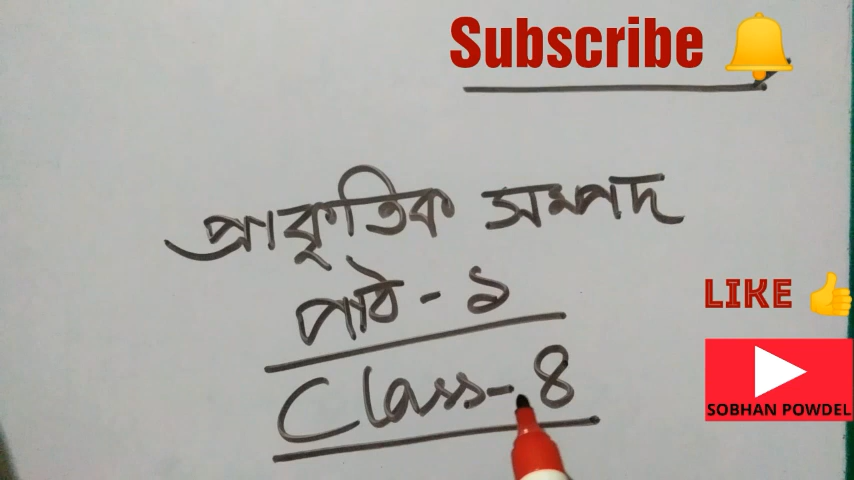 Subscribe
প্রাকৃতিক সম্পদ
পাঠ - ১
Class-8
LIKE
SOBHAN POWDEL